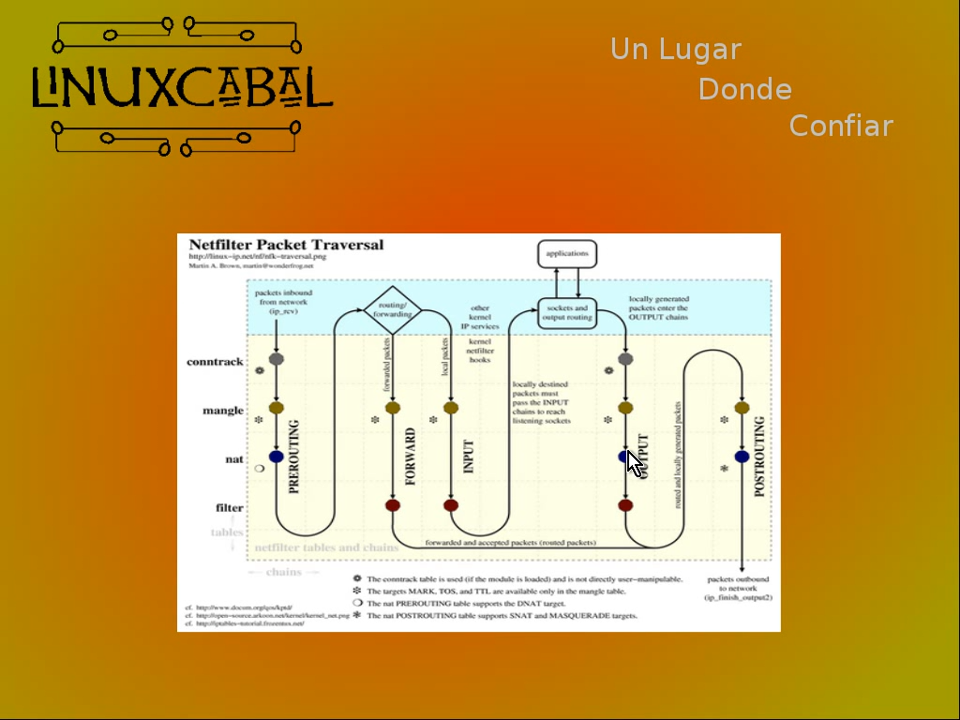 LINUXCABAL
Un Lugar
Donde
Confiar
Netfilter Packet Traversal
http://linux-ip.net/nf/nfk-traversal.png
Martin A. Brown, martin@wonderfrog.net
applications
packets inbound
from network
(ip_rcv)
routing/
forwarding
other
kernel
IP services
sockets and
output routing
locally generated
packets enter the
OUTPUT chains
kernel
netfilter
hooks
forwarded packets
local packets
conntrack
locally destined
packets must
pass the INPUT
chains to reach
listening sockets
mangle
nat
filter
tables
PREROUTING
FORWARD
INPUT
OUTPUT
routed and locally generated packets
POSTROUTING
forwarded and accepted packets (routed packets)
netfilter tables and chains
chains
The conntrack table is used (if the module is loaded) and is not directly user-manipulable.
The targets MARK, TOS, and TTL are available only in the mangle table.
The nat PREROUTING table supports the DNAT target.
The nat POSTROUTING table supports SNAT and MASQUERADE targets.
packets outbound
to network
(ip_finish_output2)
cf. http://www.docum.org/qos/kptd/
cf. http://open-source.arkoon.net/kernel/kernel_net.png
cf. http://iptables-tutorial.frozentux.net/